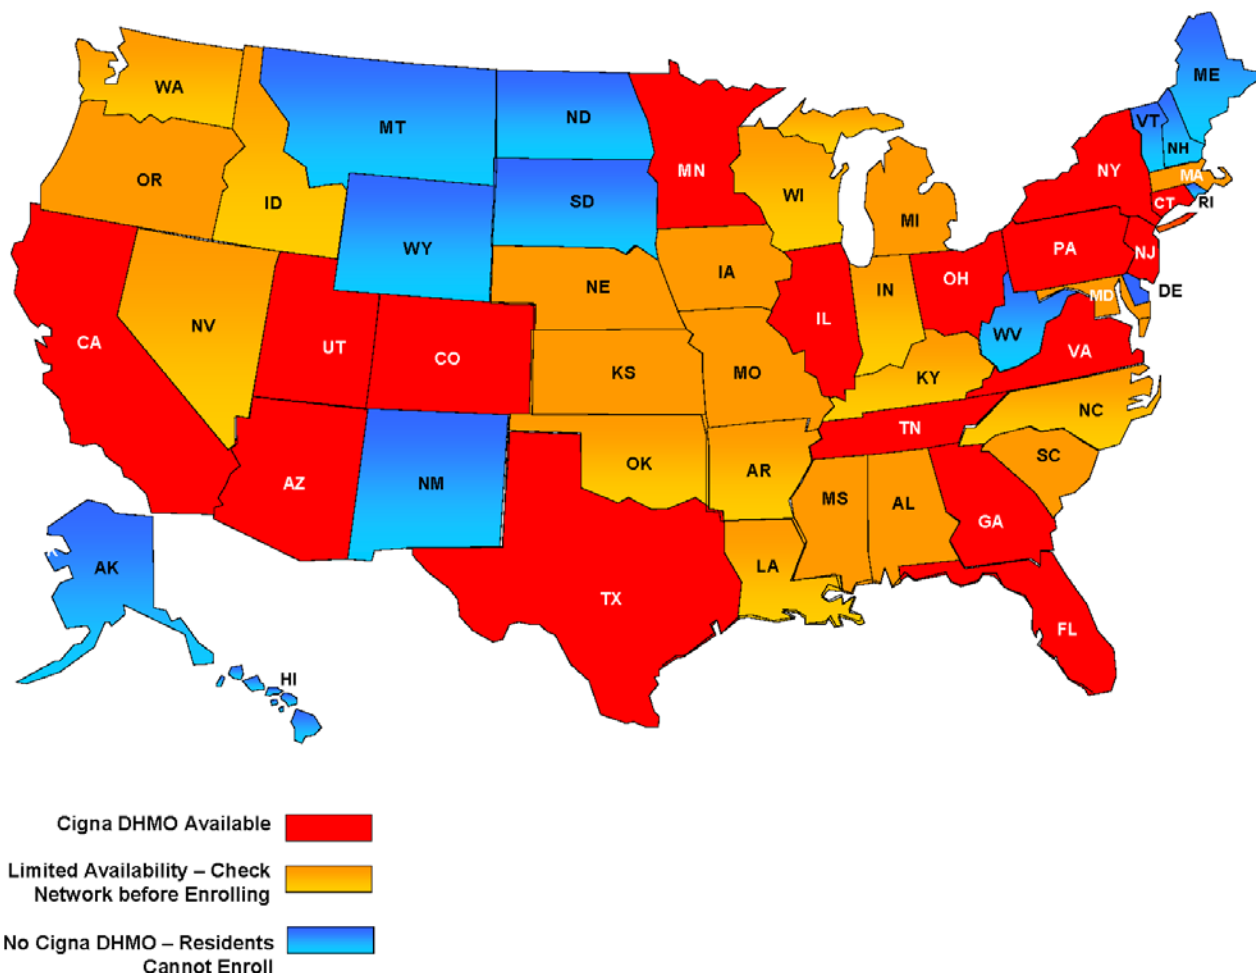 WA
MT
ND
ME
VT
NH
OR
ID
MN
WI
NY
MA
CT
RI
SD
WY
MI
PA
NJ
IA
NE
IN
OH
MD
DE
NV
CA
UT
CO
IL
WV
VA
KS
MO
KY
NC
TN
OK
AR
SC
AZ
NM
MS
AL
GA
LA
AK
TX
FL
HI
Cigna DHMO Available
Limited Availability – Check
Network before Enrolling
No Cigna DHMO – Residents
Cannot Enroll